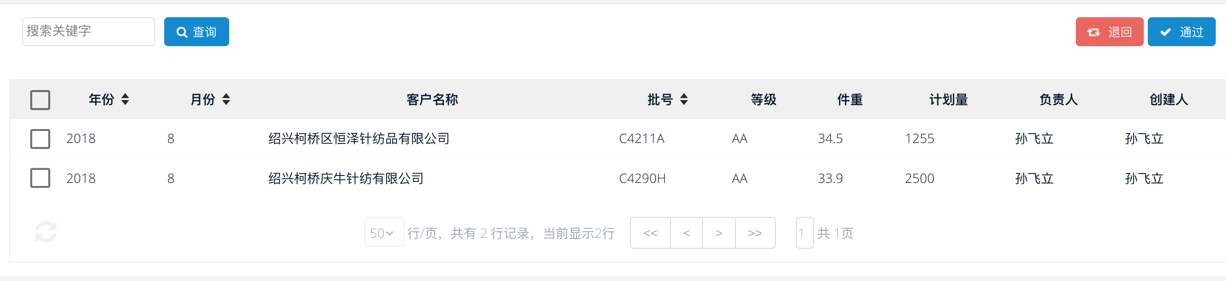 搜索关键字 查询 退回 通过
年份 月份 客户名称 批号 等级 件重 计划量 负责人 创建人
2018 8 绍兴柯桥区恒泽针纺品有限公司 C4211A AA 34.5 1255 孙飞立 孙飞立
2018 8 绍兴柯桥庆牛针纺有限公司 C4290H AA 33.9 2500 孙飞立 孙飞立
50 行/页，共有 2 行记录，当前显示2行 << < > >> 1 共 1页